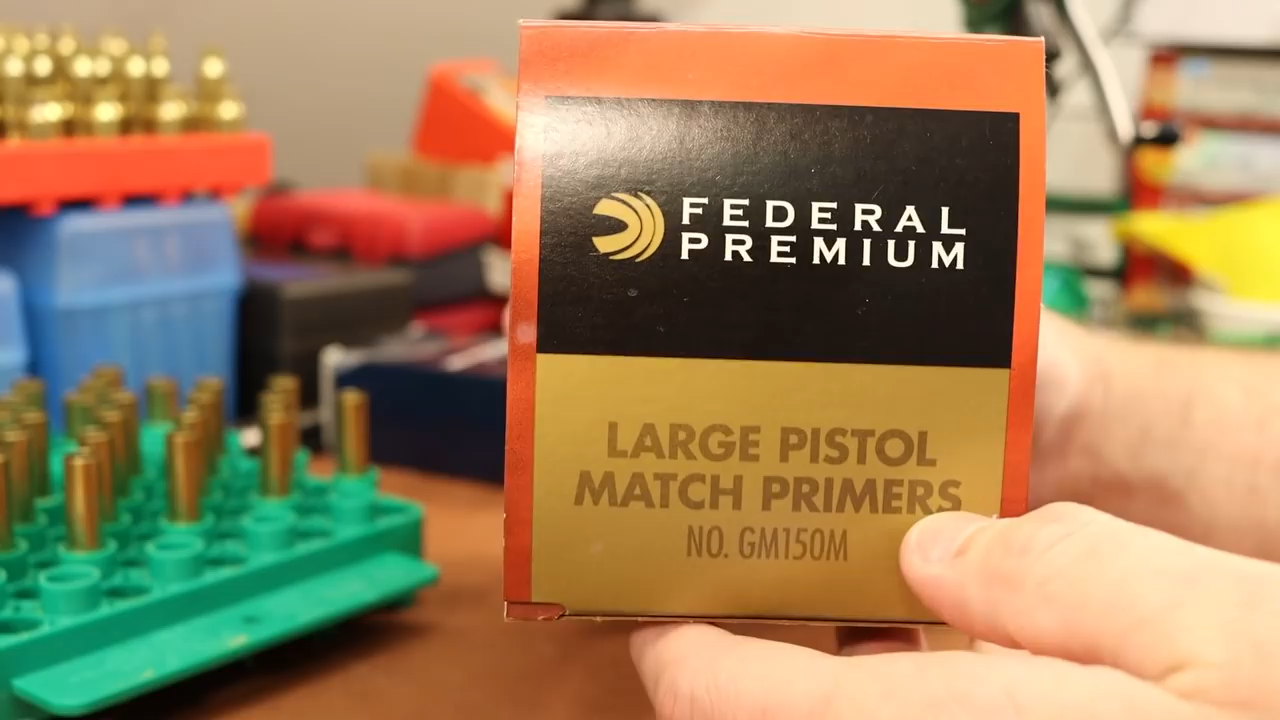 FEDERAL
PREMIUM
LARGE PISTOL
MATCH PRIMERS
NO. GM150M